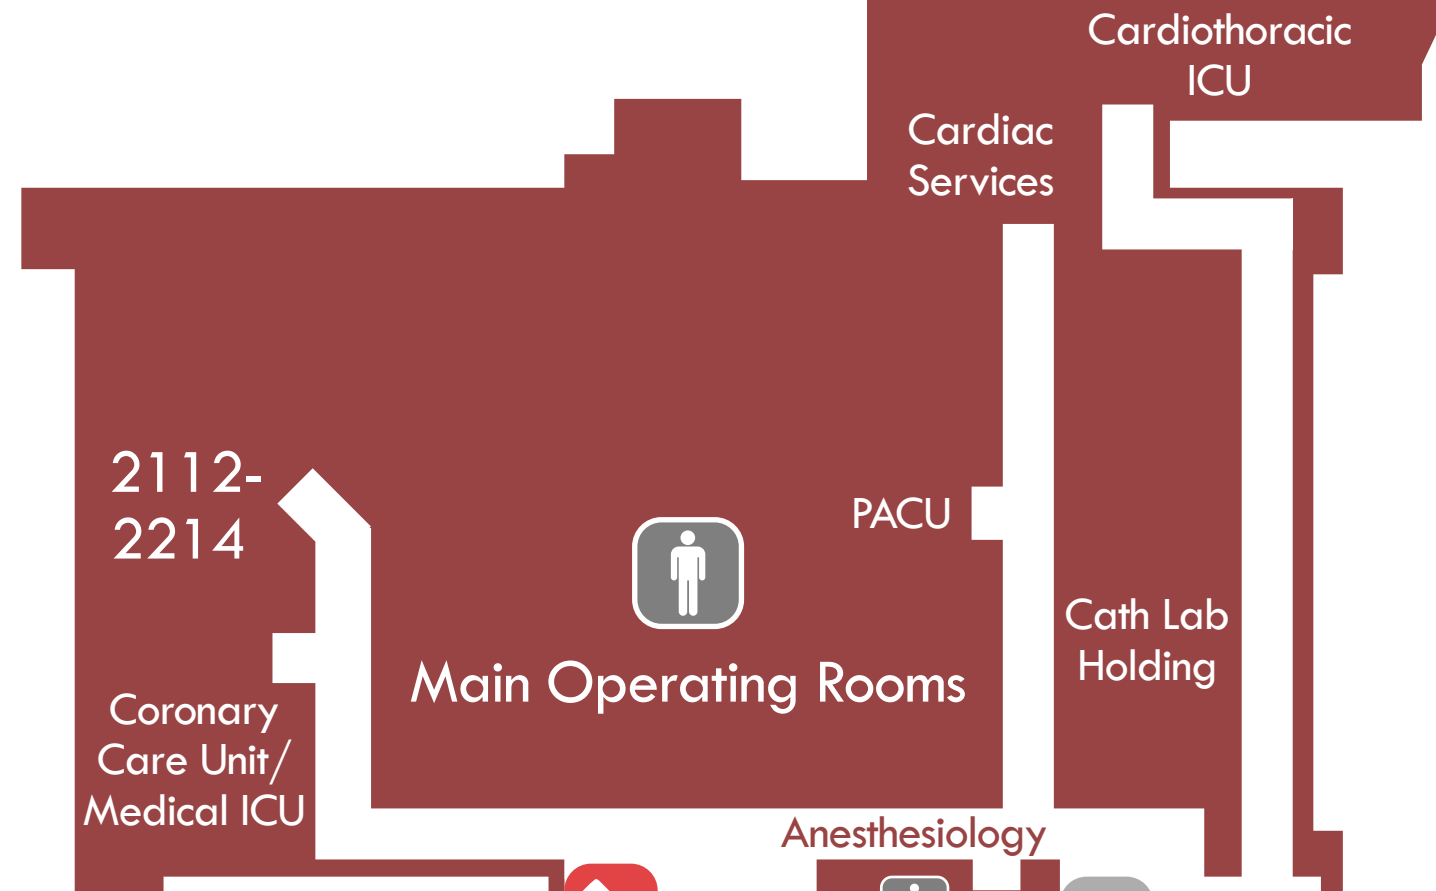 Cardiothoracic
ICU
Cardiac
Services
2112-
2214
PACU
Cath Lab
Holding
Main Operating Rooms
Coronary
Care Unit/
Medical ICU
Anesthesiology